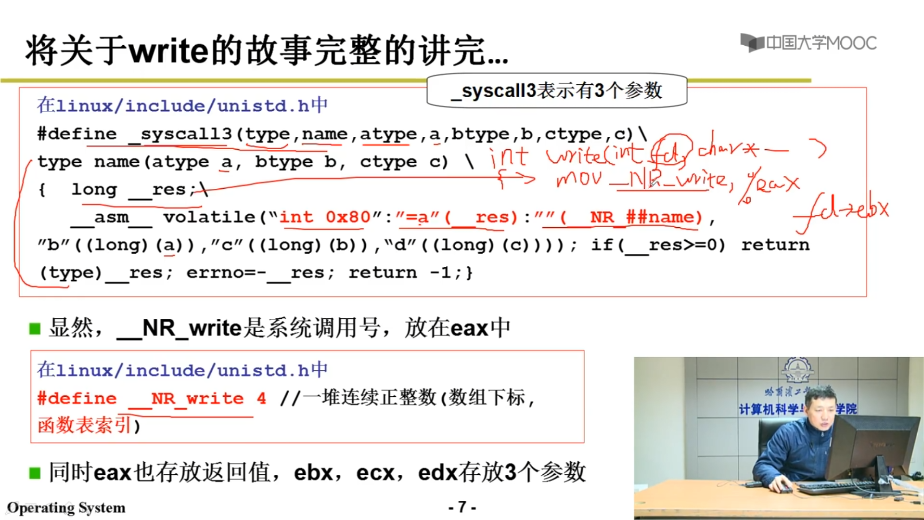 将关于write的故事完整的讲完...
中国大学MOOC
_syscall3表示有3个参数
在linux/include/unistd.h中
#define _syscall3(type,name,atype,a,btype,b,ctype,c)\
type name(atype a, btype b, ctype c) \
int write(int fd, char* — )
{ long __res;\
{ mov __NR_write, %eax
__asm__ volatile(“int 0x80”:”=a”(__res):””(__NR_##name),
fd→ebx
”b”((long)(a)),”c”((long)(b)),“d”((long)(c)))); if(__res>=0) return
(type)__res; errno=-__res; return -1;}
显然，__NR_write是系统调用号，放在eax中
在linux/include/unistd.h中
#define __NR_write 4 //一堆连续正整数(数组下标,
函数表索引)
计算机科学与 学院
同时eax也存放返回值，ebx，ecx，edx存放3个参数
Operating System
- 7 -